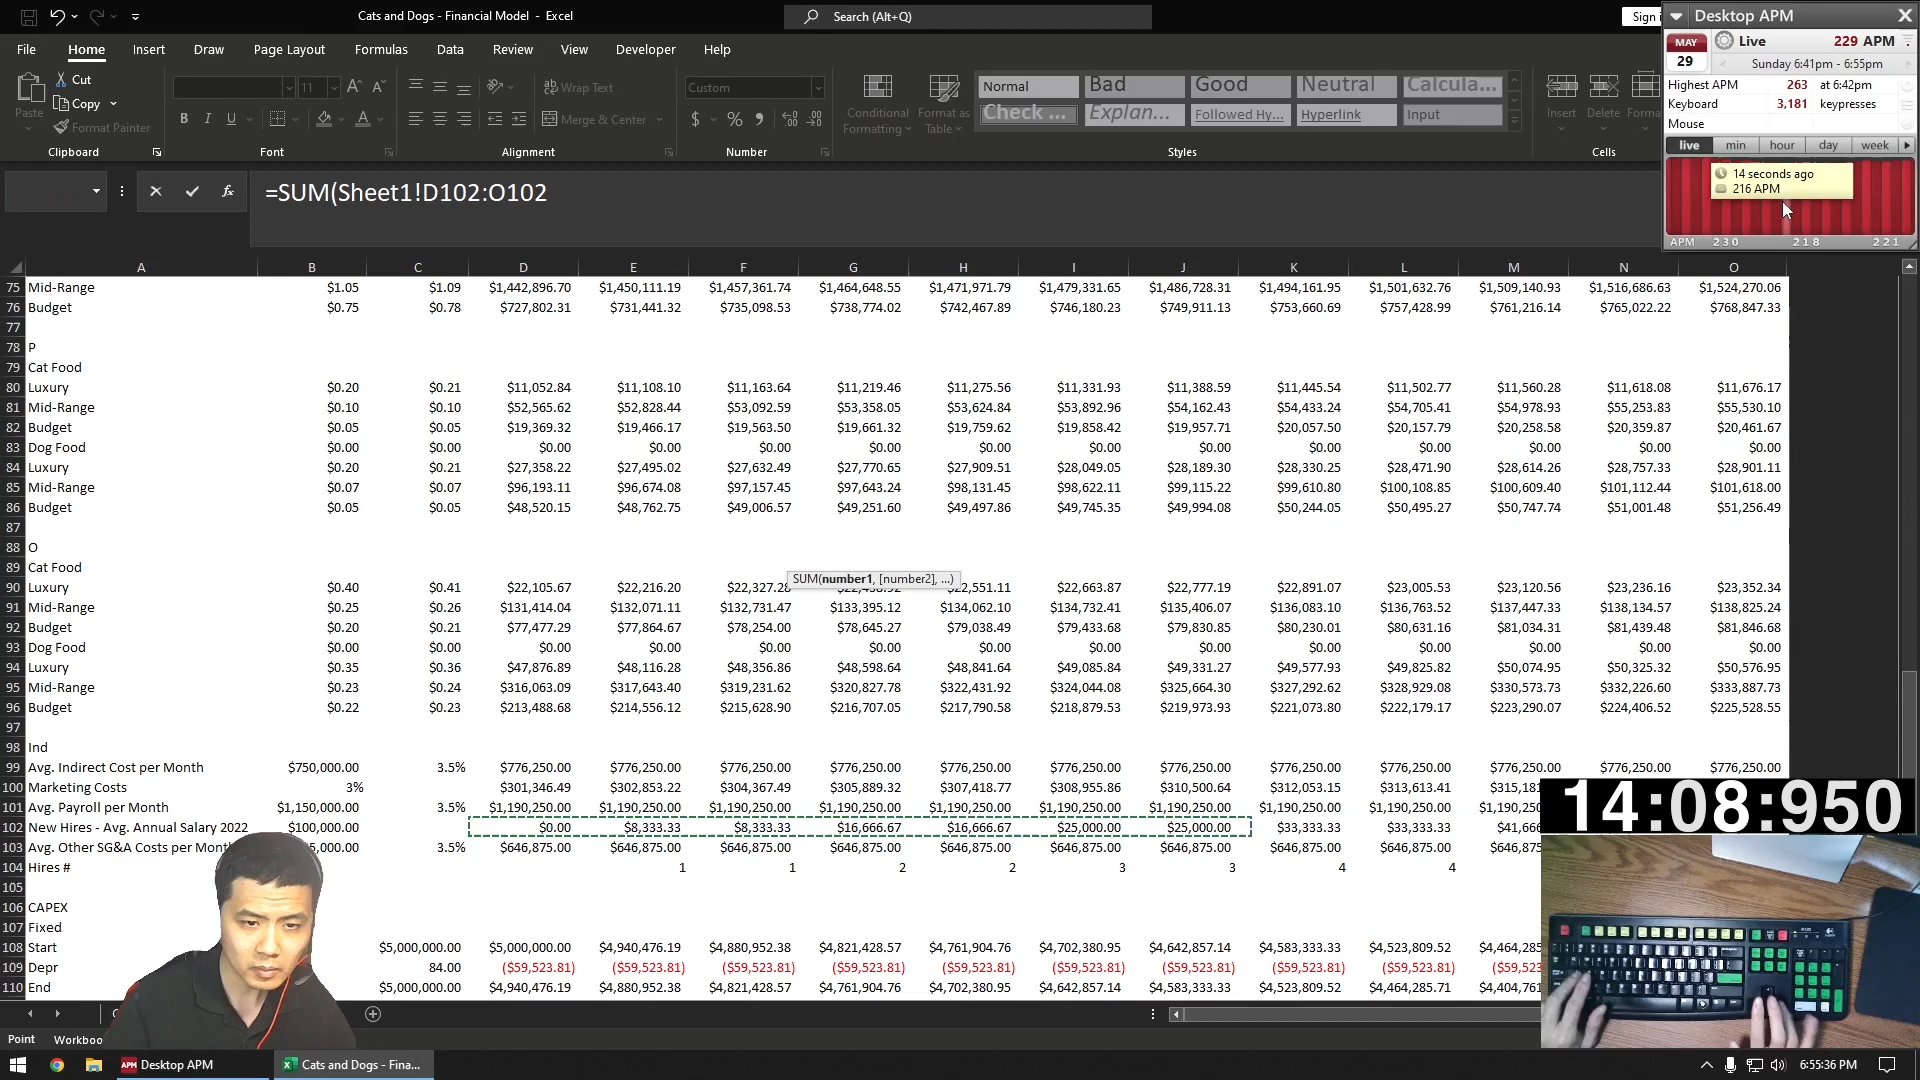 Cats and Dogs - Financial Model - Excel
Search (Alt+Q)
Sign i
File Home Insert Draw Page Layout Formulas Data Review View Developer Help
Paste
Cut
Copy
Format Painter
Clipboard
11
B I U
Font
Wrap Text
Merge & Center
Alignment
Custom
$ % 9
Number
Conditional Formatting
Format as Table
Normal Bad Good Neutral Calcula...
Check ... Explan... Followed Hy... Hyperlink Input
Styles
Insert Delete Forma
Cells
Desktop APM
MAY 29
Live 229 APM
Sunday 6:41pm - 6:55pm
Highest APM 263 at 6:42pm
Keyboard 3,181 keypresses
Mouse
live min hour day week
14 seconds ago
216 APM
APM 230 218 221
fx =SUM(Sheet1!D102:O102
A B C D E F G H I J K L M N O
75 Mid-Range $1.05 $1.09 $1,442,896.70 $1,450,111.19 $1,457,361.74 $1,464,648.55 $1,471,971.79 $1,479,331.65 $1,486,728.31 $1,494,161.95 $1,501,632.76 $1,509,140.93 $1,516,686.63 $1,524,270.06
76 Budget $0.75 $0.78 $727,802.31 $731,441.32 $735,098.53 $738,774.02 $742,467.89 $746,180.23 $749,911.13 $753,660.69 $757,428.99 $761,216.14 $765,022.22 $768,847.33
77
78 P
79 Cat Food
80 Luxury $0.20 $0.21 $11,052.84 $11,108.10 $11,163.64 $11,219.46 $11,275.56 $11,331.93 $11,388.59 $11,445.54 $11,502.77 $11,560.28 $11,618.08 $11,676.17
81 Mid-Range $0.10 $0.10 $52,565.62 $52,828.44 $53,092.59 $53,358.05 $53,624.84 $53,892.96 $54,162.43 $54,433.24 $54,705.41 $54,978.93 $55,253.83 $55,530.10
82 Budget $0.05 $0.05 $19,369.32 $19,466.17 $19,563.50 $19,661.32 $19,759.62 $19,858.42 $19,957.71 $20,057.50 $20,157.79 $20,258.58 $20,359.87 $20,461.67
83 Dog Food $0.00 $0.00 $0.00 $0.00 $0.00 $0.00 $0.00 $0.00 $0.00 $0.00 $0.00 $0.00 $0.00 $0.00
84 Luxury $0.20 $0.21 $27,358.22 $27,495.02 $27,632.49 $27,770.65 $27,909.51 $28,049.05 $28,189.30 $28,330.25 $28,471.90 $28,614.26 $28,757.33 $28,901.11
85 Mid-Range $0.07 $0.07 $96,193.11 $96,674.08 $97,157.45 $97,643.24 $98,131.45 $98,622.11 $99,115.22 $99,610.80 $100,108.85 $100,609.40 $101,112.44 $101,618.00
86 Budget $0.05 $0.05 $48,520.15 $48,762.75 $49,006.57 $49,251.60 $49,497.86 $49,745.35 $49,994.08 $50,244.05 $50,495.27 $50,747.74 $51,001.48 $51,256.49
87
88 O
89 Cat Food
SUM(number1, [number2], ...)
90 Luxury $0.40 $0.41 $22,105.67 $22,216.20 $22,327.28 $22,551.11 $22,663.87 $22,777.19 $22,891.07 $23,005.53 $23,120.56 $23,236.16 $23,352.34
91 Mid-Range $0.25 $0.26 $131,414.04 $132,071.11 $132,731.47 $133,395.12 $134,062.10 $134,732.41 $135,406.07 $136,083.10 $136,763.52 $137,447.33 $138,134.57 $138,825.24
92 Budget $0.20 $0.21 $77,477.29 $77,864.67 $78,254.00 $78,645.27 $79,038.49 $79,433.68 $79,830.85 $80,230.01 $80,631.16 $81,034.31 $81,439.48 $81,846.68
93 Dog Food $0.00 $0.00 $0.00 $0.00 $0.00 $0.00 $0.00 $0.00 $0.00 $0.00 $0.00 $0.00 $0.00 $0.00
94 Luxury $0.35 $0.36 $47,876.89 $48,116.28 $48,356.86 $48,598.64 $48,841.64 $49,085.84 $49,331.27 $49,577.93 $49,825.82 $50,074.95 $50,325.32 $50,576.95
95 Mid-Range $0.23 $0.24 $316,063.09 $317,643.40 $319,231.62 $320,827.78 $322,431.92 $324,044.08 $325,664.30 $327,292.62 $328,929.08 $330,573.73 $332,226.60 $333,887.73
96 Budget $0.22 $0.23 $213,488.68 $214,556.12 $215,628.90 $216,707.05 $217,790.58 $218,879.53 $219,973.93 $221,073.80 $222,179.17 $223,290.07 $224,406.52 $225,528.55
97
98 Ind
99 Avg. Indirect Cost per Month $750,000.00 3.5% $776,250.00 $776,250.00 $776,250.00 $776,250.00 $776,250.00 $776,250.00 $776,250.00 $776,250.00 $776,250.00 $776,250.00 $776,250.00 $776,250.00
100 Marketing Costs 3% $301,346.49 $302,853.22 $304,367.49 $305,889.32 $307,418.77 $308,955.86 $310,500.64 $312,053.15 $313,613.41 $315,181
101 Avg. Payroll per Month $1,150,000.00 3.5% $1,190,250.00 $1,190,250.00 $1,190,250.00 $1,190,250.00 $1,190,250.00 $1,190,250.00 $1,190,250.00 $1,190,250.00 $1,190,250.00 $1,190,250
102 New Hires - Avg. Annual Salary 2022 $100,000.00 $0.00 $8,333.33 $8,333.33 $16,666.67 $16,666.67 $25,000.00 $25,000.00 $33,333.33 $33,333.33 $41,666
103 Avg. Other SG&A Costs per Mont 5,000.00 3.5% $646,875.00 $646,875.00 $646,875.00 $646,875.00 $646,875.00 $646,875.00 $646,875.00 $646,875.00 $646,875.00 $646,875
104 Hires # 1 1 2 2 3 3 4 4
105
106 CAPEX
107 Fixed
108 Start $5,000,000.00 $5,000,000.00 $4,940,476.19 $4,880,952.38 $4,821,428.57 $4,761,904.76 $4,702,380.95 $4,642,857.14 $4,583,333.33 $4,523,809.52 $4,464,285
109 Depr 84.00 ($59,523.81) ($59,523.81) ($59,523.81) ($59,523.81) ($59,523.81) ($59,523.81) ($59,523.81) ($59,523.81) ($59,523.81) ($59,523
110 End $5,000,000.00 $4,940,476.19 $4,880,952.38 $4,821,428.57 $4,761,904.76 $4,702,380.95 $4,642,857.14 $4,583,333.33 $4,523,809.52 $4,464,285.71 $4,404,761
14:08:950
Point Workboo
APM Desktop APM
Cats and Dogs - Fina...
6:55:36 PM